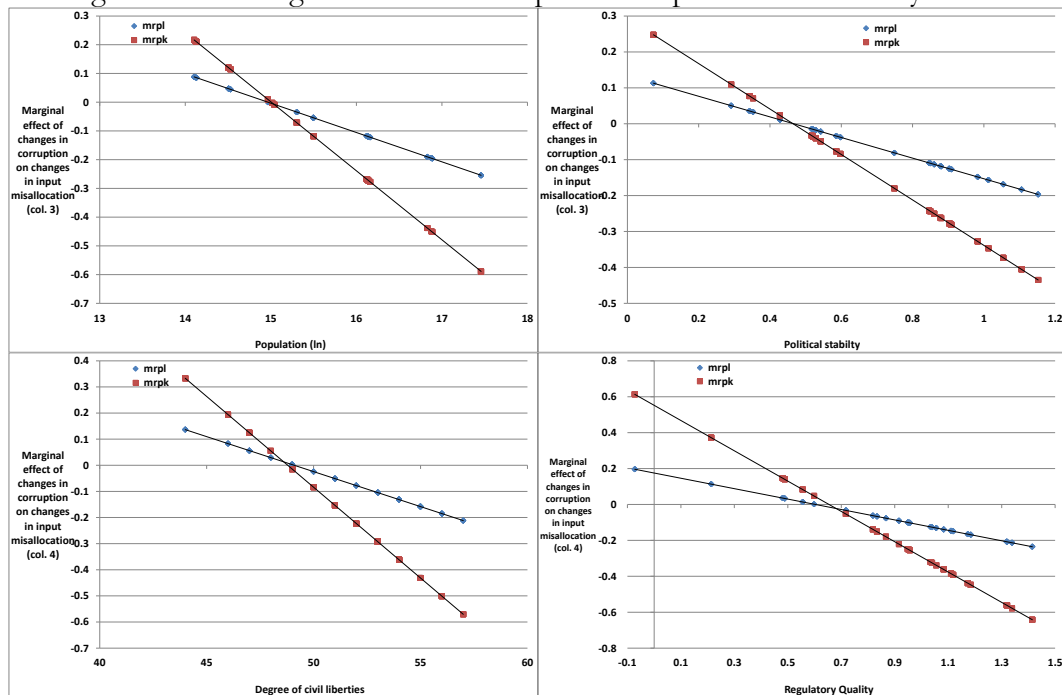 mrpl
mrpk
0.3
0.2
0.1
0
-0.1
-0.2
-0.3
-0.4
-0.5
-0.6
-0.7
Marginal
effect of
changes in
corruption
on changes
in input
misallocation
(col. 3)
13
14
15
16
17
18
Population (ln)
mrpl
mrpk
0.3
0.2
0.1
0
-0.1
-0.2
-0.3
-0.4
-0.5
Marginal
effect of
changes in
corruption
on changes
in input
misallocation
(col. 3)
0
0.2
0.4
0.6
0.8
1
1.2
Political stabilty
mrpl
mrpk
0.4
0.3
0.2
0.1
0
-0.1
-0.2
-0.3
-0.4
-0.5
-0.6
-0.7
Marginal
effect of
changes in
corruption
on changes
in input
misallocation
(col. 4)
40
45
50
55
60
Degree of civil liberties
mrpl
mrpk
0.8
0.6
0.4
0.2
0
-0.2
-0.4
-0.6
-0.8
Marginal
effect of
changes in
corruption
on changes
in input
misallocation
(col. 4)
-0.1
0.1
0.3
0.5
0.7
0.9
1.1
1.3
1.5
Regulatory Quality